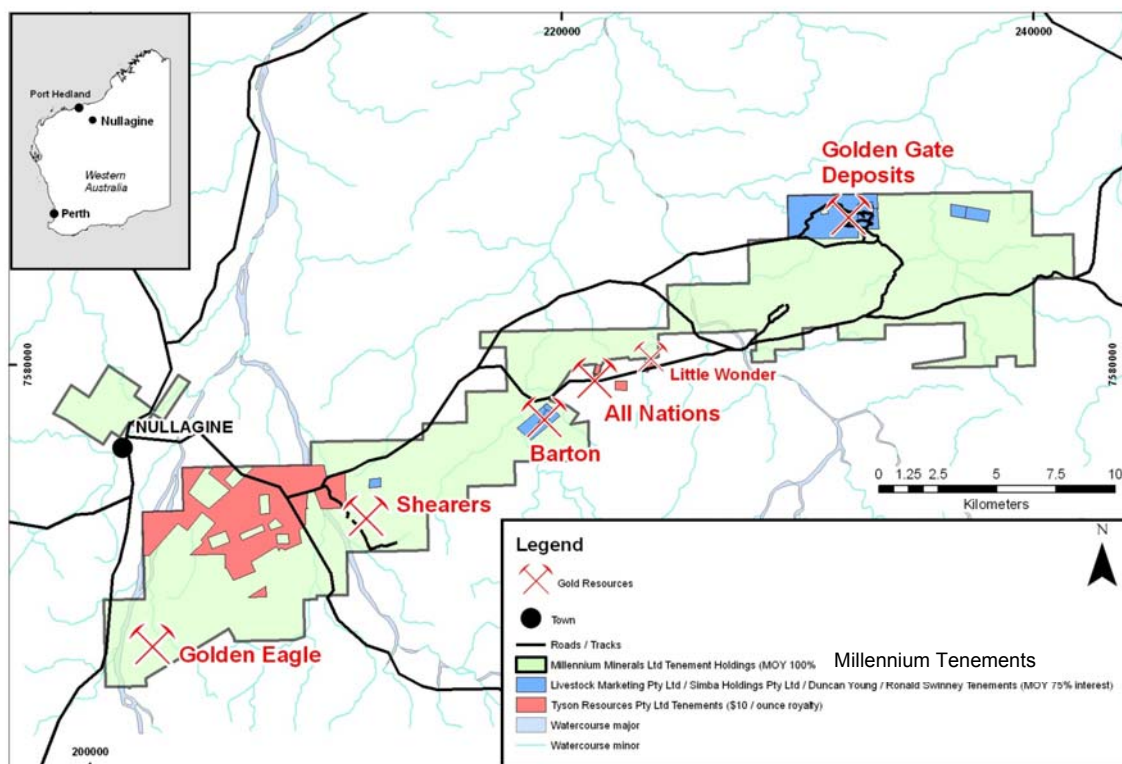 220000
240000
Port Hedland
Nullagine
Western
Australia
Perth
Golden Gate
Deposits
7580000
7580000
Little Wonder
All Nations
NULLAGINE
Barton
Shearers
0 1.25 2.5 5 7.5 10
Kilometers
Golden Eagle
Legend
N
Gold Resources
Town
Roads / Tracks
Millennium Minerals Ltd Tenement Holdings (MOY 100% Millennium Tenements
Livestock Marketing Pty Ltd / Simba Holdings Pty Ltd / Duncan Young / Ronald Swinney Tenements (MOY 75% interest)
Tyson Resources Pty Ltd Tenements ($10 / ounce royalty)
Watercourse major
Watercourse minor
200000